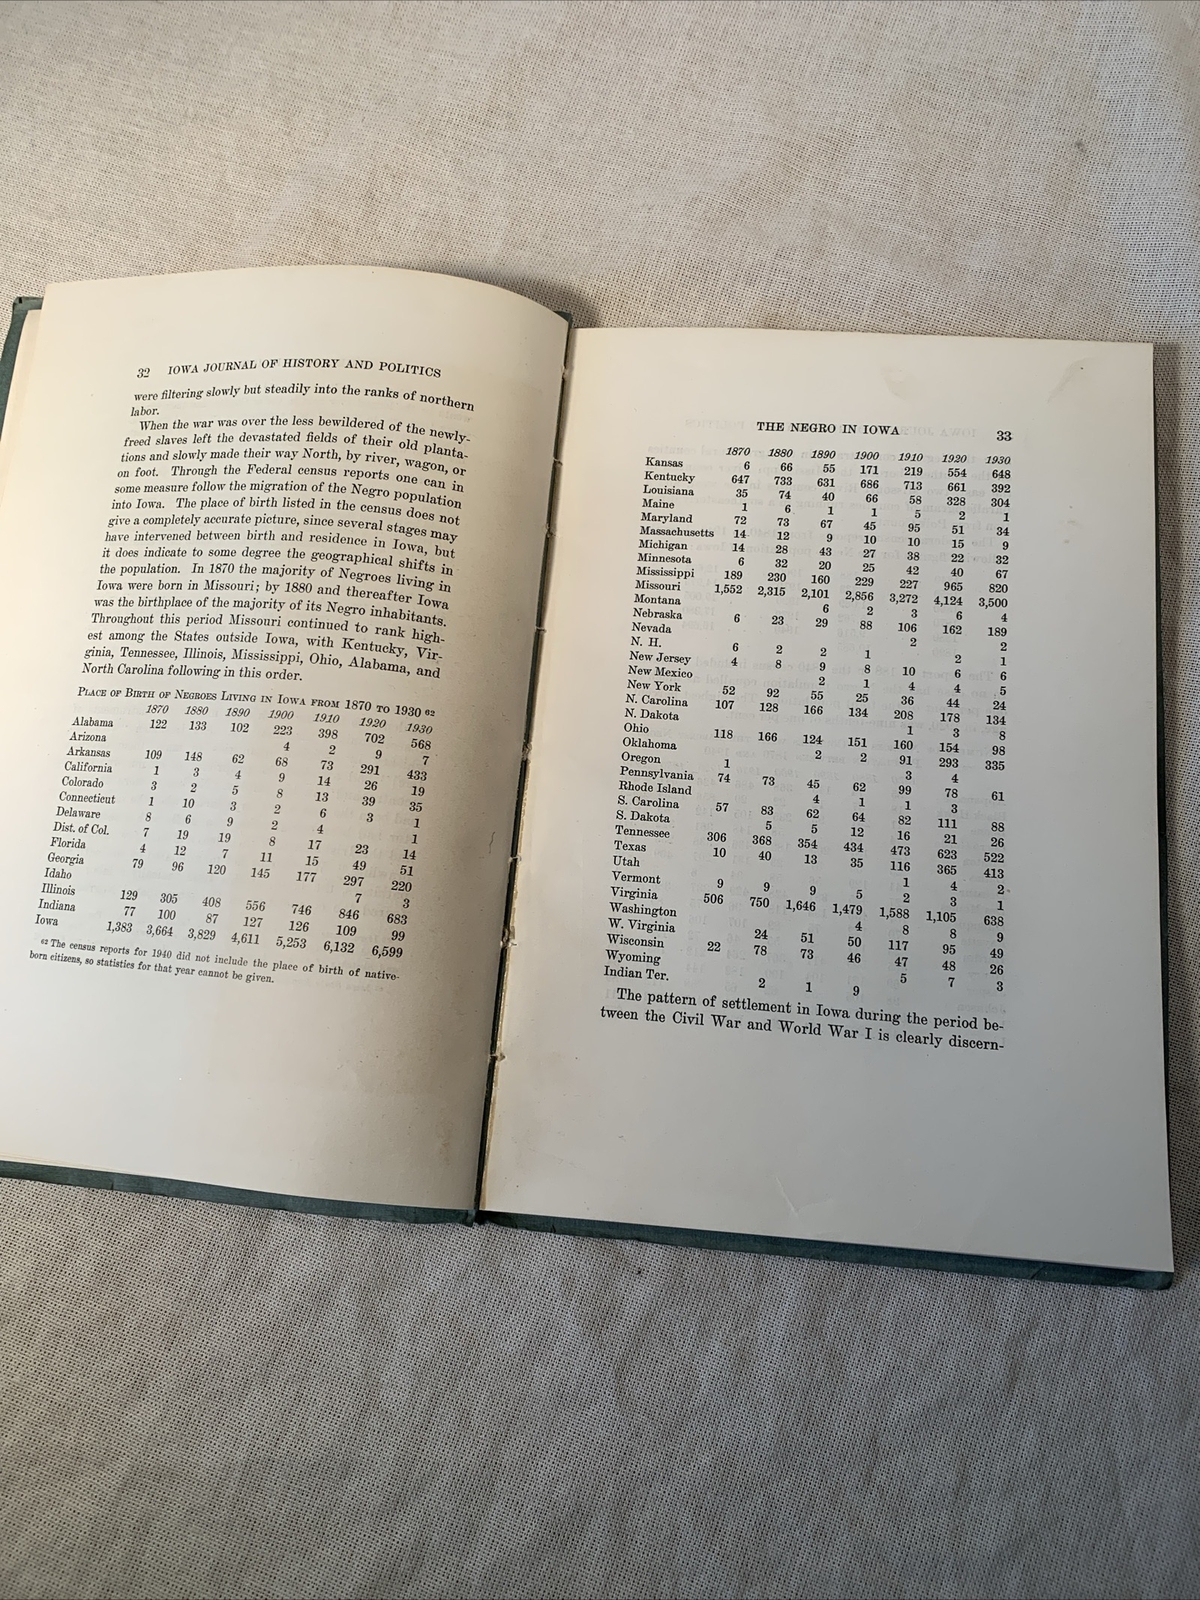 32 IOWA JOURNAL OF HISTORY AND POLITICS
were filtering slowly but steadily into the ranks of northern
labor.
When the war was over the less bewildered of the newly-
freed slaves left the devastated fields of their old planta-
tions and slowly made their way North, by river, wagon, or
on foot. Through the Federal census reports one can in
some measure follow the migration of the Negro population
into Iowa. The place of birth listed in the census does not
give a completely accurate picture, since several stages may
have intervened between birth and residence in Iowa, but
it does indicate to some degree the geographical shifts in
the population. In 1870 the majority of Negroes living in
Iowa were born in Missouri; by 1880 and thereafter Iowa
was the birthplace of the majority of its Negro inhabitants.
Throughout this period Missouri continued to rank high-
est among the States outside Iowa, with Kentucky, Vir-
ginia, Tennessee, Illinois, Mississippi, Ohio, Alabama, and
North Carolina following in this order.
PLACE OF BIRTH OF NEGROES LIVING IN IOWA FROM 1870 TO 1930 62
1870 1880 1890 1900 1910 1920 1930
Alabama 122 133 102 223 398 702 568
Arizona 4 2 9 7
Arkansas 109 148 62 68 73 291 433
California 1 3 4 9 14 26 19
Colorado 3 2 5 8 13 39 35
Connecticut 1 10 3 2 6 3 1
Delaware 8 6 9 2 4 1
Dist. of Col. 7 19 19 8 17 23 14
Florida 4 12 7 11 15 49 51
Georgia 79 96 120 145 177 297 220
Idaho 7 3
Illinois 129 305 408 556 746 846 683
Indiana 77 100 87 127 126 109 99
Iowa 1,383 3,664 3,829 4,611 5,253 6,132 6,599
62 The census reports for 1940 did not include the place of birth of native-
born citizens, so statistics for that year cannot be given.
THE NEGRO IN IOWA 33
1870 1880 1890 1900 1910 1920 1930
Kansas 6 66 55 171 219 554 648
Kentucky 647 733 631 686 713 661 392
Louisiana 35 74 40 66 58 328 304
Maine 1 6 1 1 5 2 1
Maryland 72 73 67 45 95 51 34
Massachusetts 14 12 9 10 10 15 9
Michigan 14 28 43 27 38 22 32
Minnesota 6 32 20 25 42 40 67
Mississippi 189 230 160 229 227 965 820
Missouri 1,552 2,315 2,101 2,856 3,272 4,124 3,500
Montana 6 2 3 6 4
Nebraska 6 23 29 88 106 162 189
Nevada 2 2
N. H. 6 2 2 1 2 1
New Jersey 4 8 9 8 10 6 6
New Mexico 2 1 4 4 5
New York 52 92 55 25 36 44 24
N. Carolina 107 128 166 134 208 178 134
N. Dakota 1 3 8
Ohio 118 166 124 151 160 154 98
Oklahoma 2 2 91 293 335
Oregon 1 3 4
Pennsylvania 74 73 45 62 99 78 61
Rhode Island 4 1 1 3
S. Carolina 57 83 62 64 82 111 88
S. Dakota 5 5 12 16 21 26
Tennessee 306 368 354 434 473 623 522
Texas 10 40 13 35 116 365 413
Utah 1 4 2
Vermont 9 9 9 5 2 3 1
Virginia 506 750 1,646 1,479 1,588 1,105 638
Washington 4 8 8 9
W. Virginia 24 51 50 117 95 49
Wisconsin 22 78 73 46 47 48 26
Wyoming 5 7 3
Indian Ter. 2 1 9
The pattern of settlement in Iowa during the period be-
tween the Civil War and World War I is clearly discern-